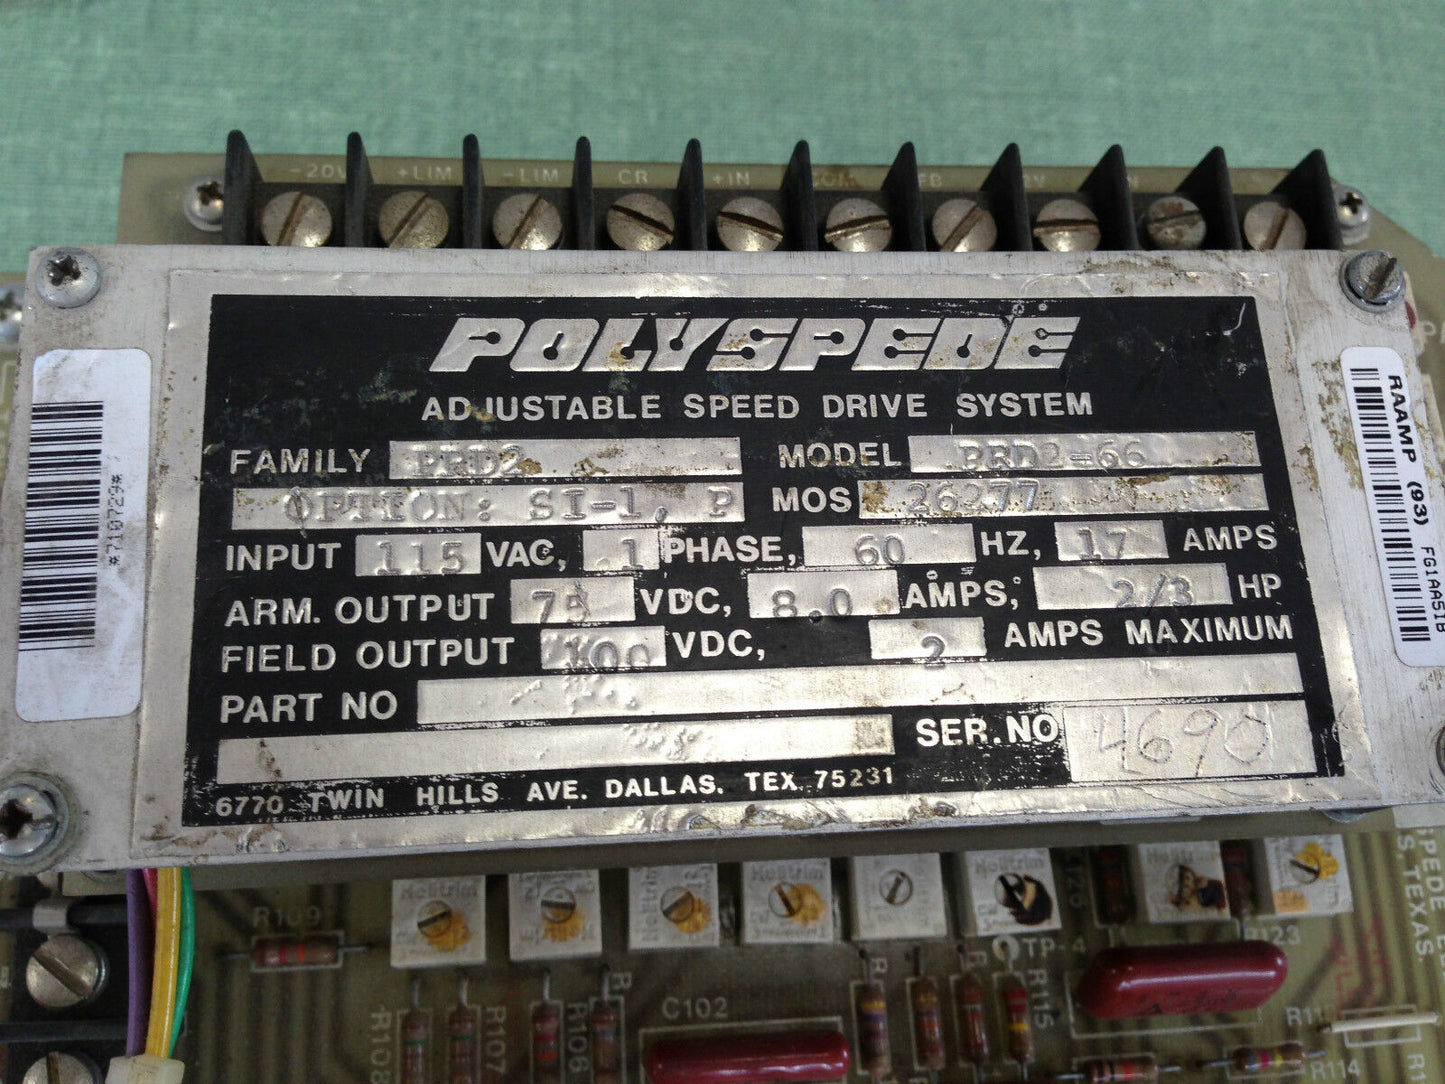 -20V +LIM -LIM CR +IN COM
POLYSPEDE
ADJUSTABLE SPEED DRIVE SYSTEM
FAMILY PRD2 MODEL PRD2-66
OPTION: SI-1, P MOS 26277
INPUT 115 VAC, 1 PHASE, 60 HZ, 17 AMPS
ARM. OUTPUT 75 VDC, 8.0 AMPS, 2/3 HP
FIELD OUTPUT 100 VDC, 2 AMPS MAXIMUM
PART NO
SER. NO 4690
6770 TWIN HILLS AVE. DALLAS, TEX. 75231
*710729*
RAAMP (93) FG1AA51B
R109
TP-4
R123
C102
R108
R107
R106
R115
R114
S, TEXAS